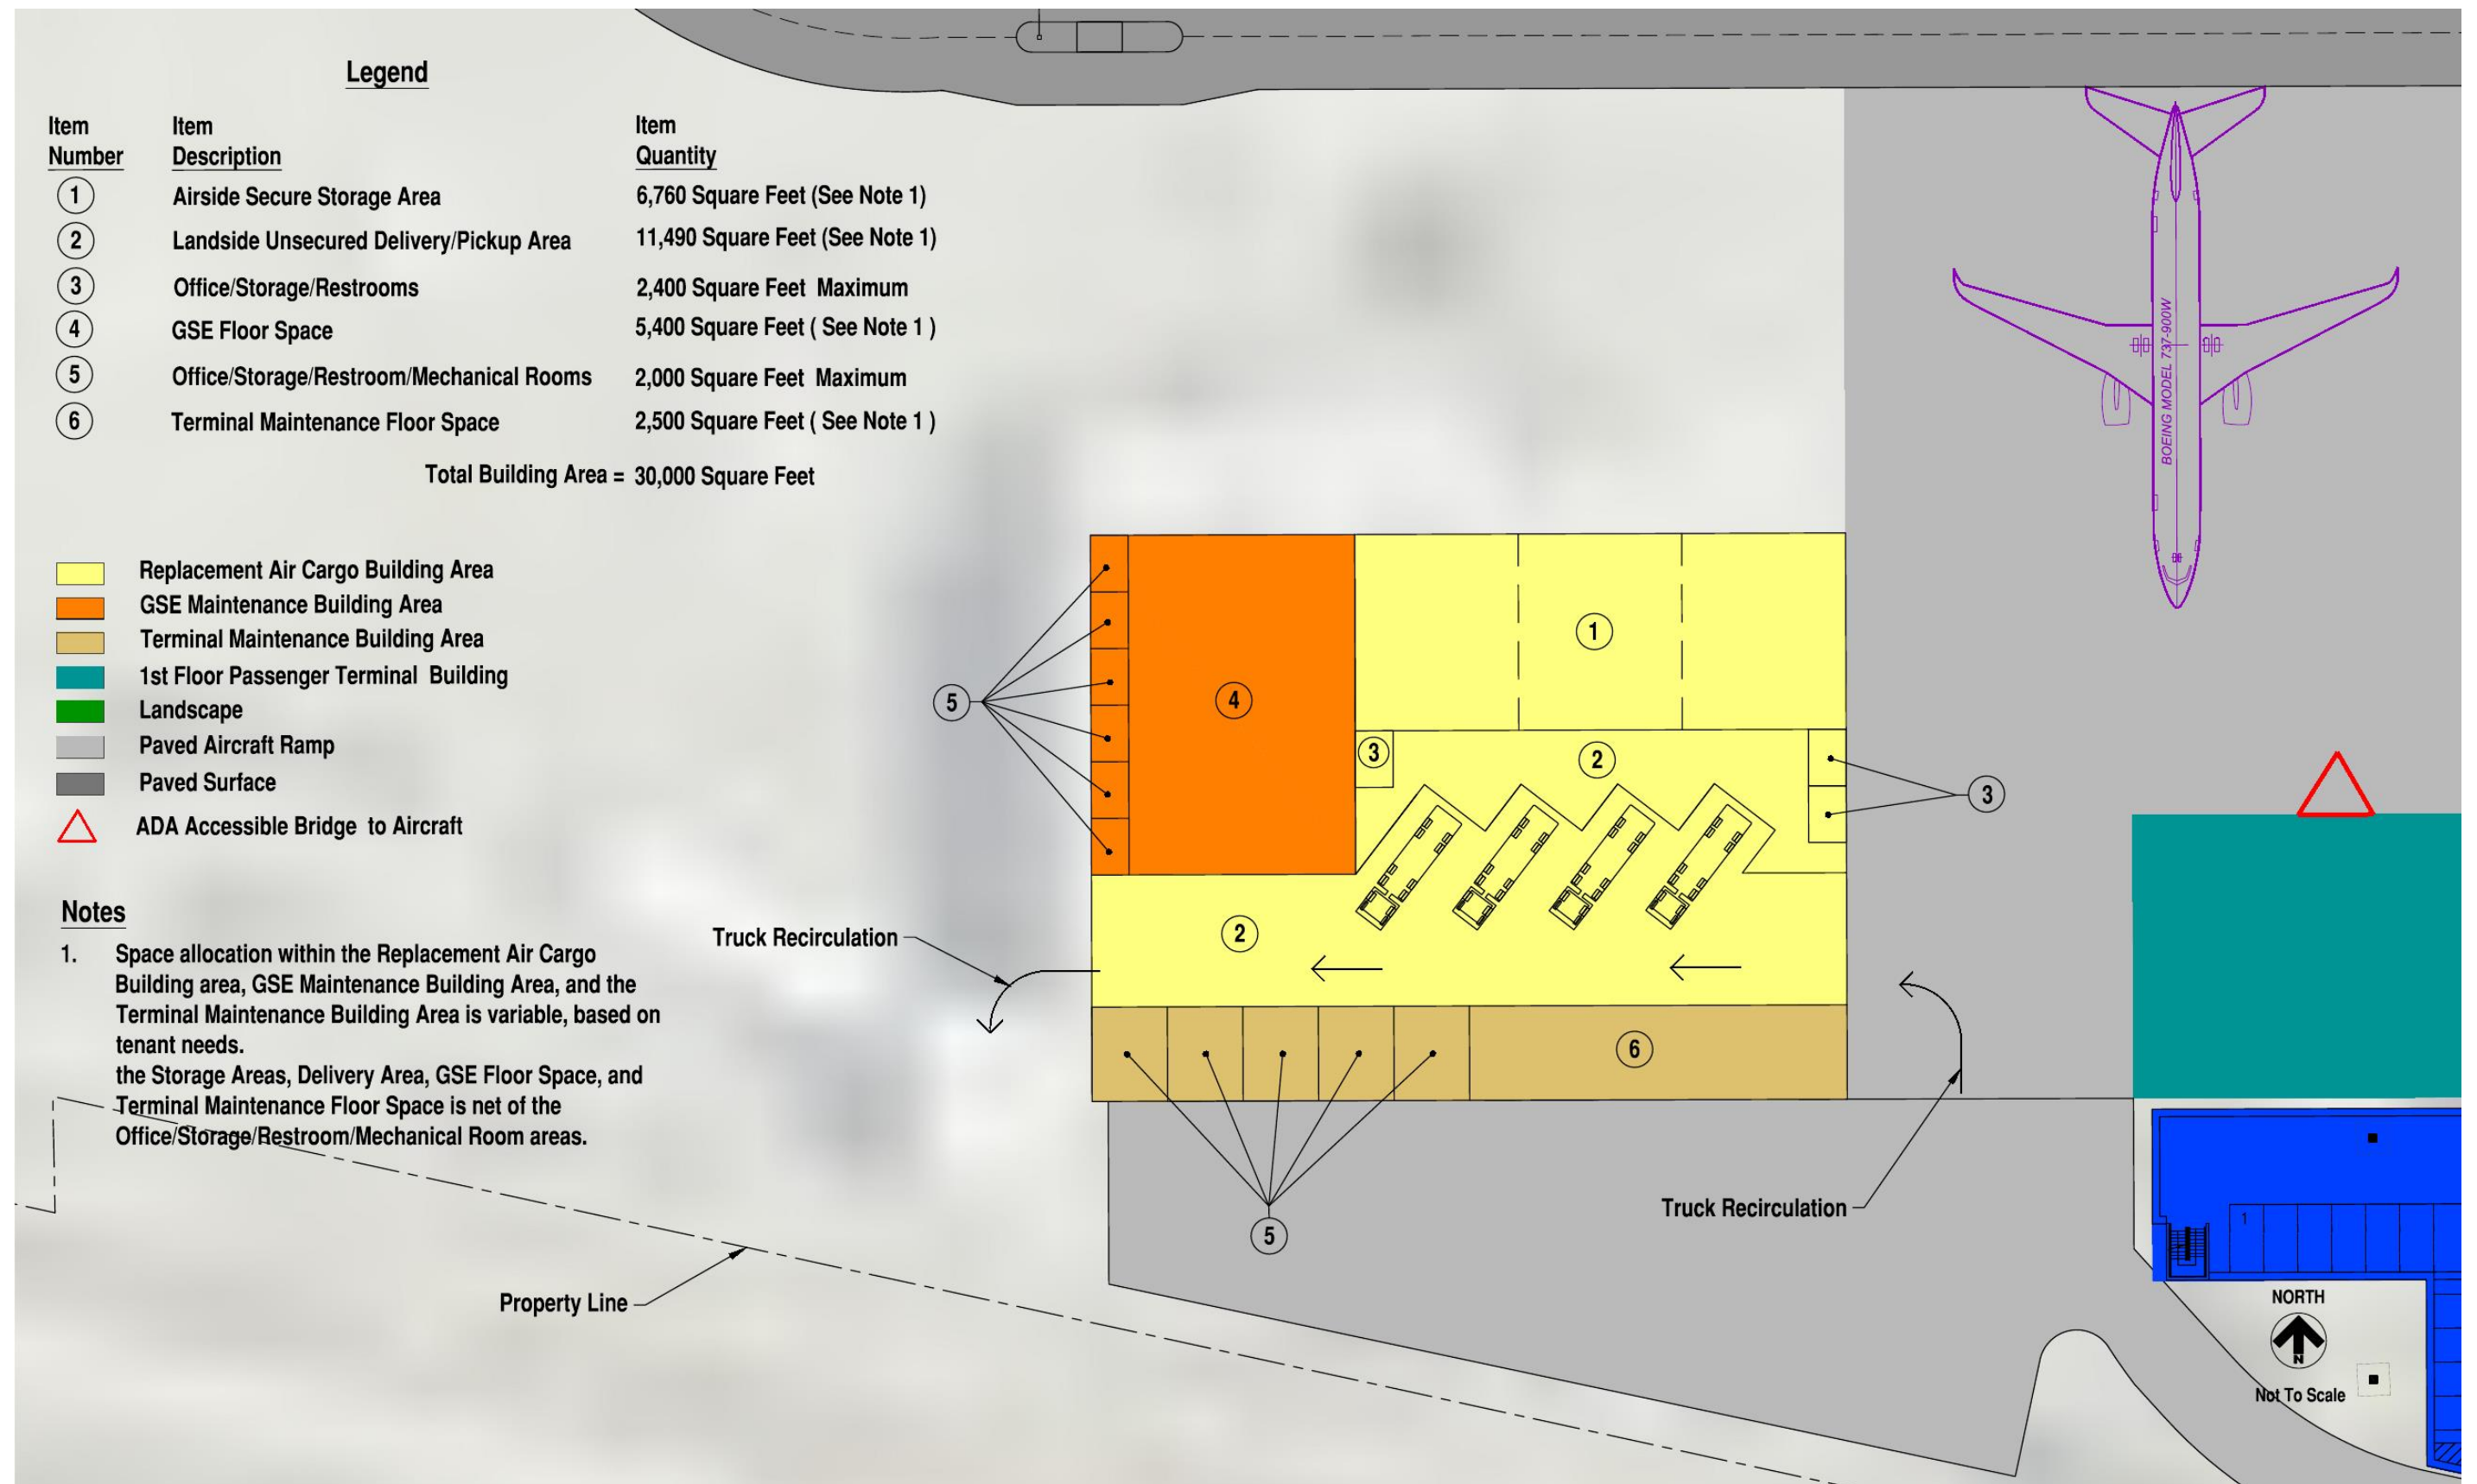 Legend
Item Number
Item Description
Item Quantity
1 Airside Secure Storage Area 6,760 Square Feet (See Note 1)
2 Landside Unsecured Delivery/Pickup Area 11,490 Square Feet (See Note 1)
3 Office/Storage/Restrooms 2,400 Square Feet Maximum
4 GSE Floor Space 5,400 Square Feet ( See Note 1 )
5 Office/Storage/Restroom/Mechanical Rooms 2,000 Square Feet Maximum
6 Terminal Maintenance Floor Space 2,500 Square Feet ( See Note 1 )
Total Building Area = 30,000 Square Feet
Replacement Air Cargo Building Area
GSE Maintenance Building Area
Terminal Maintenance Building Area
1st Floor Passenger Terminal Building
Landscape
Paved Aircraft Ramp
Paved Surface
ADA Accessible Bridge to Aircraft
Notes
1. Space allocation within the Replacement Air Cargo
Building area, GSE Maintenance Building Area, and the
Terminal Maintenance Building Area is variable, based on
tenant needs.
the Storage Areas, Delivery Area, GSE Floor Space, and
Terminal Maintenance Floor Space is net of the
Office/Storage/Restroom/Mechanical Room areas.
BOEING MODEL 737-900W
1
5
4
3
2
3
2
Truck Recirculation
6
5
Truck Recirculation
1
Property Line
NORTH
N
Not To Scale